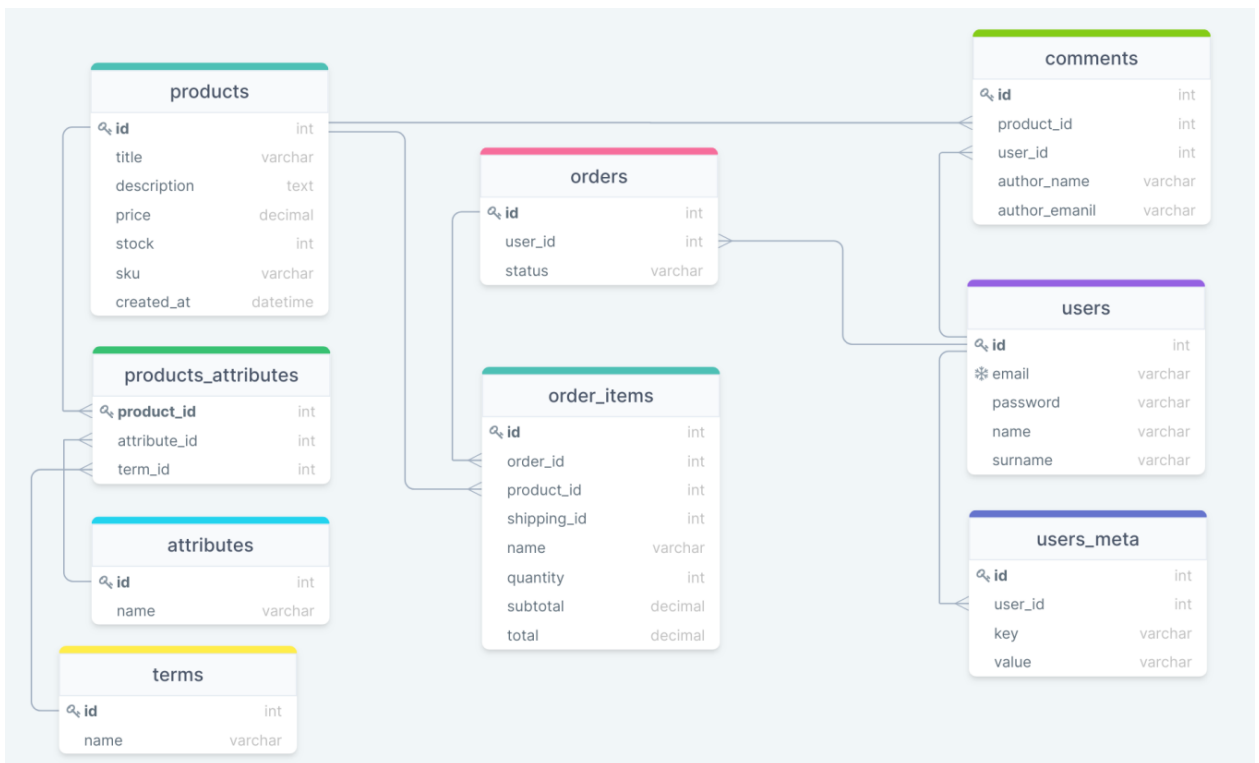 products
id int
title varchar
description text
price decimal
stock int
sku varchar
created_at datetime
products_attributes
product_id int
attribute_id int
term_id int
attributes
id int
name varchar
terms
id int
name varchar
orders
id int
user_id int
status varchar
order_items
id int
order_id int
product_id int
shipping_id int
name varchar
quantity int
subtotal decimal
total decimal
comments
id int
product_id int
user_id int
author_name varchar
author_emanil varchar
users
id int
email varchar
password varchar
name varchar
surname varchar
users_meta
id int
user_id int
key varchar
value varchar